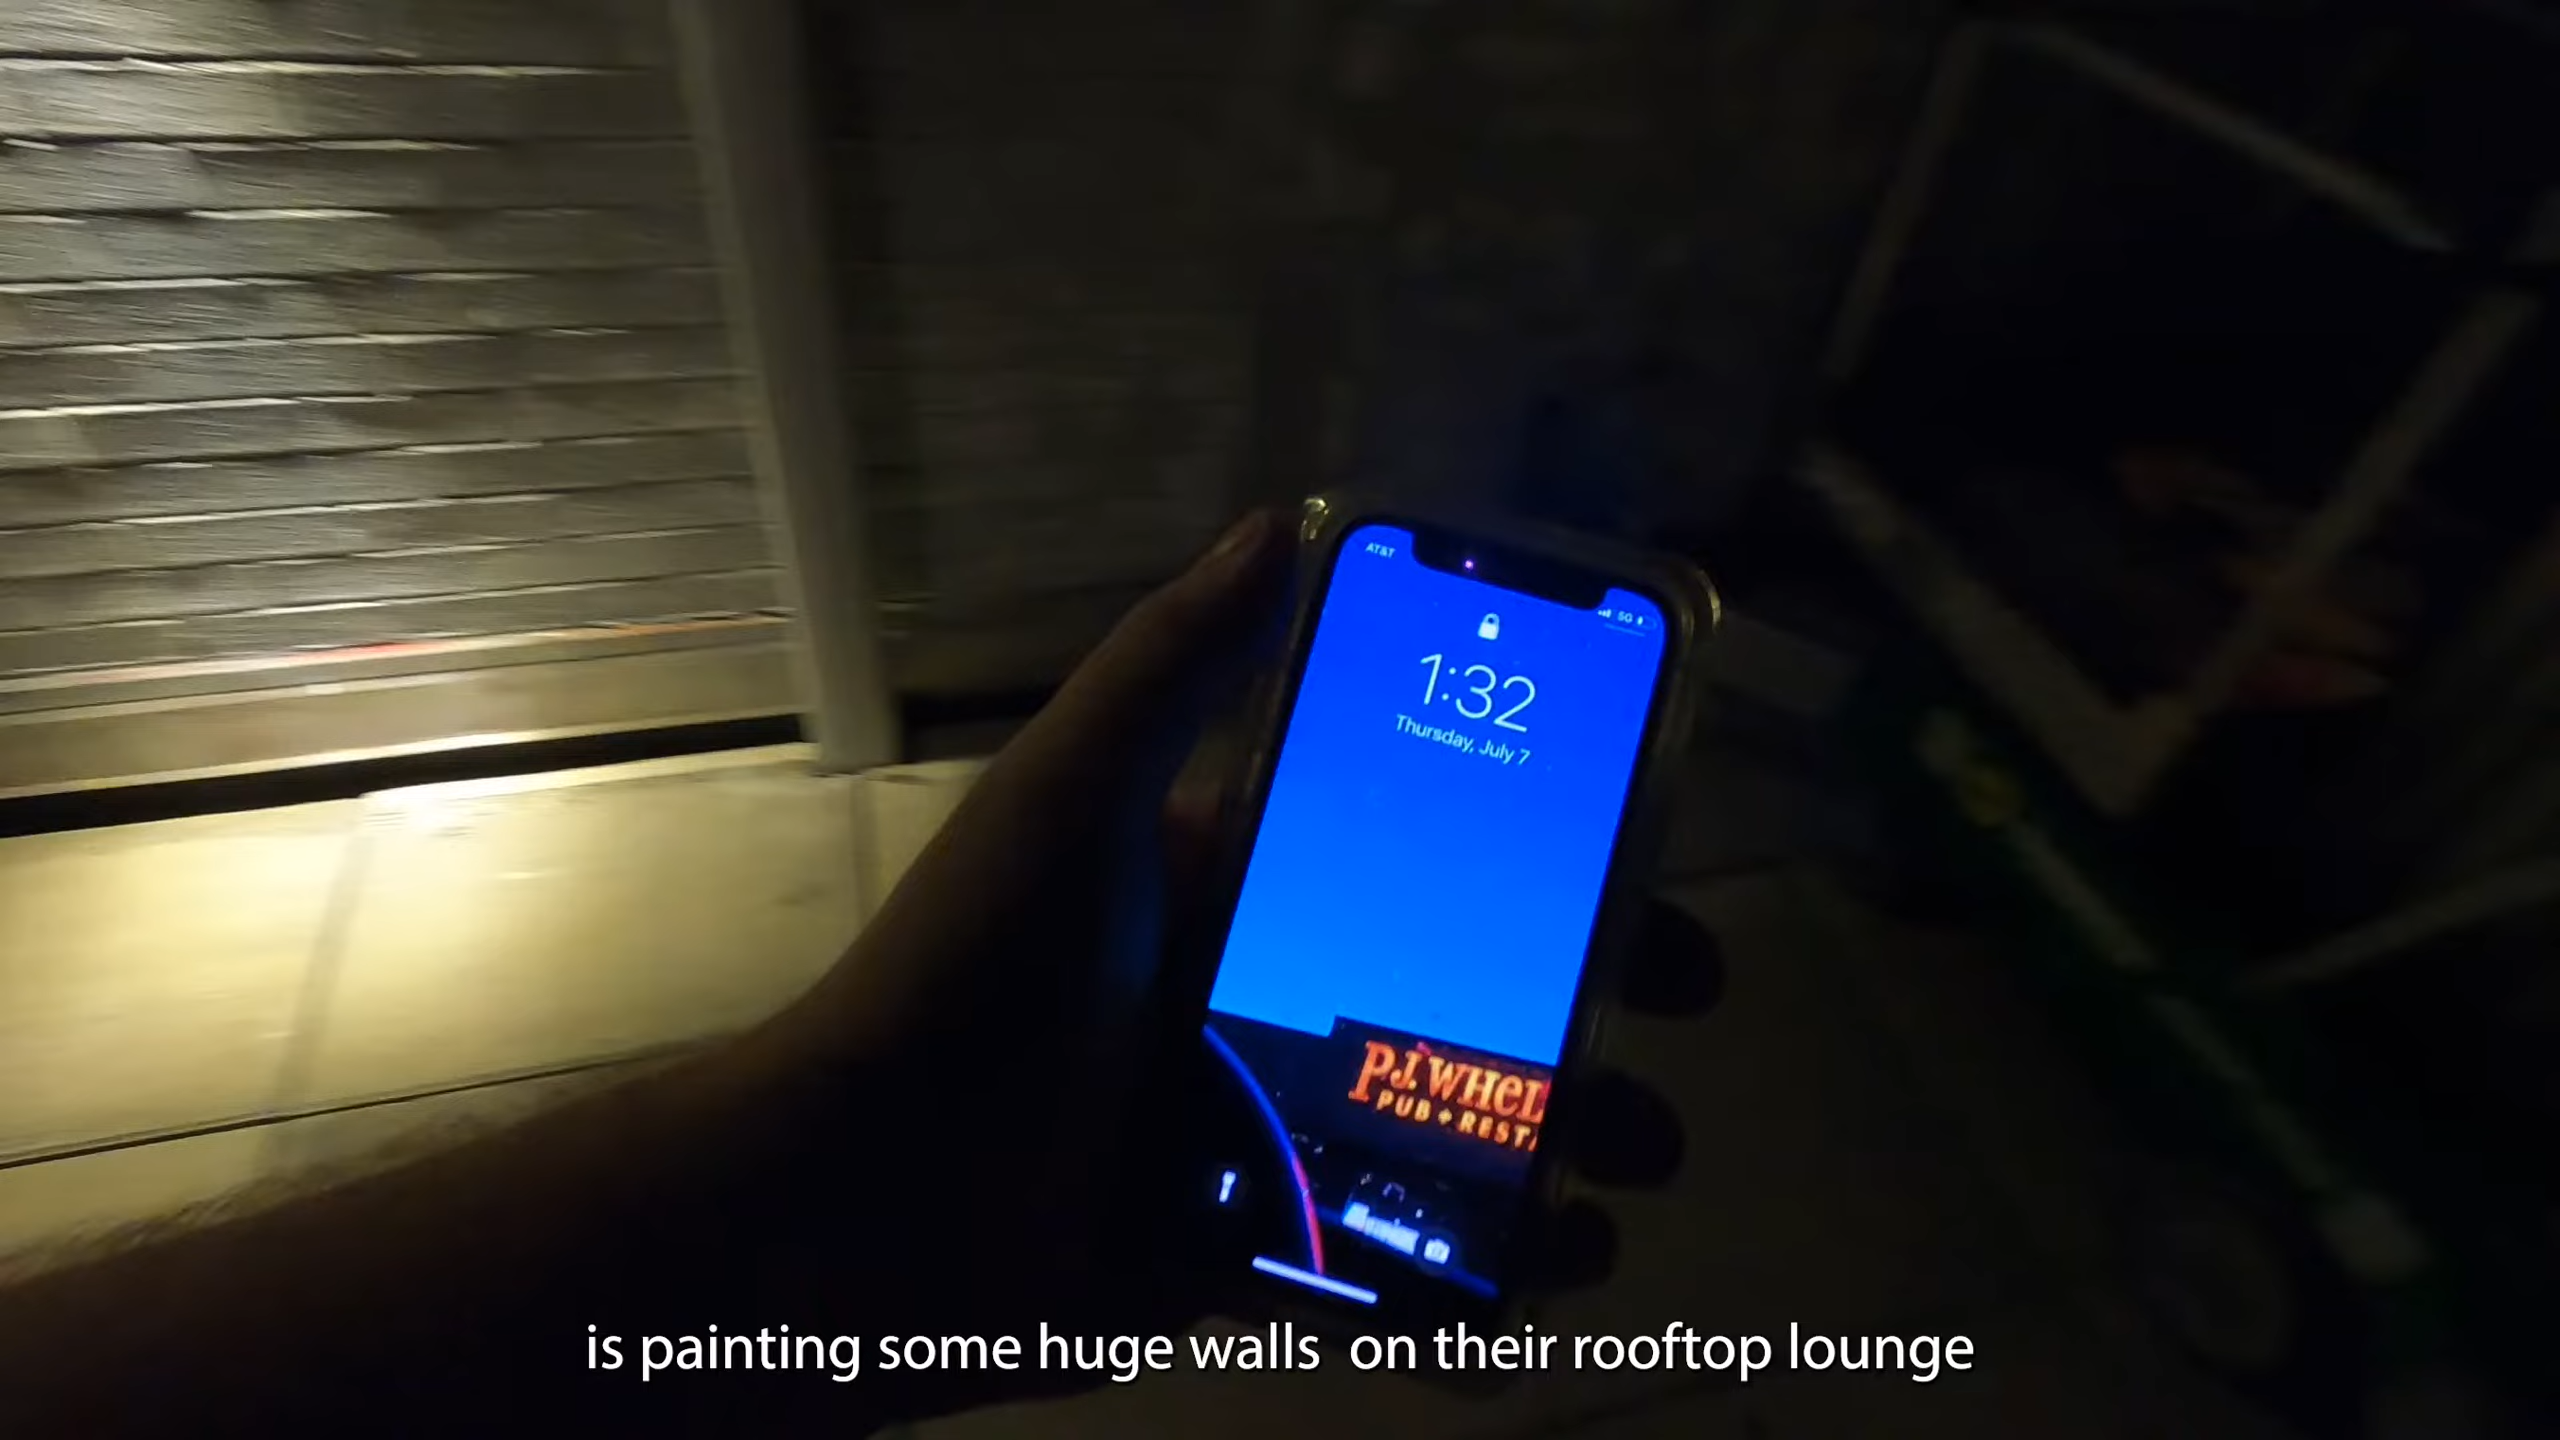 AT&T
5G
1:32
Thursday, July 7
P.J. WHEL
PUB + REST
is painting some huge walls  on their rooftop lounge